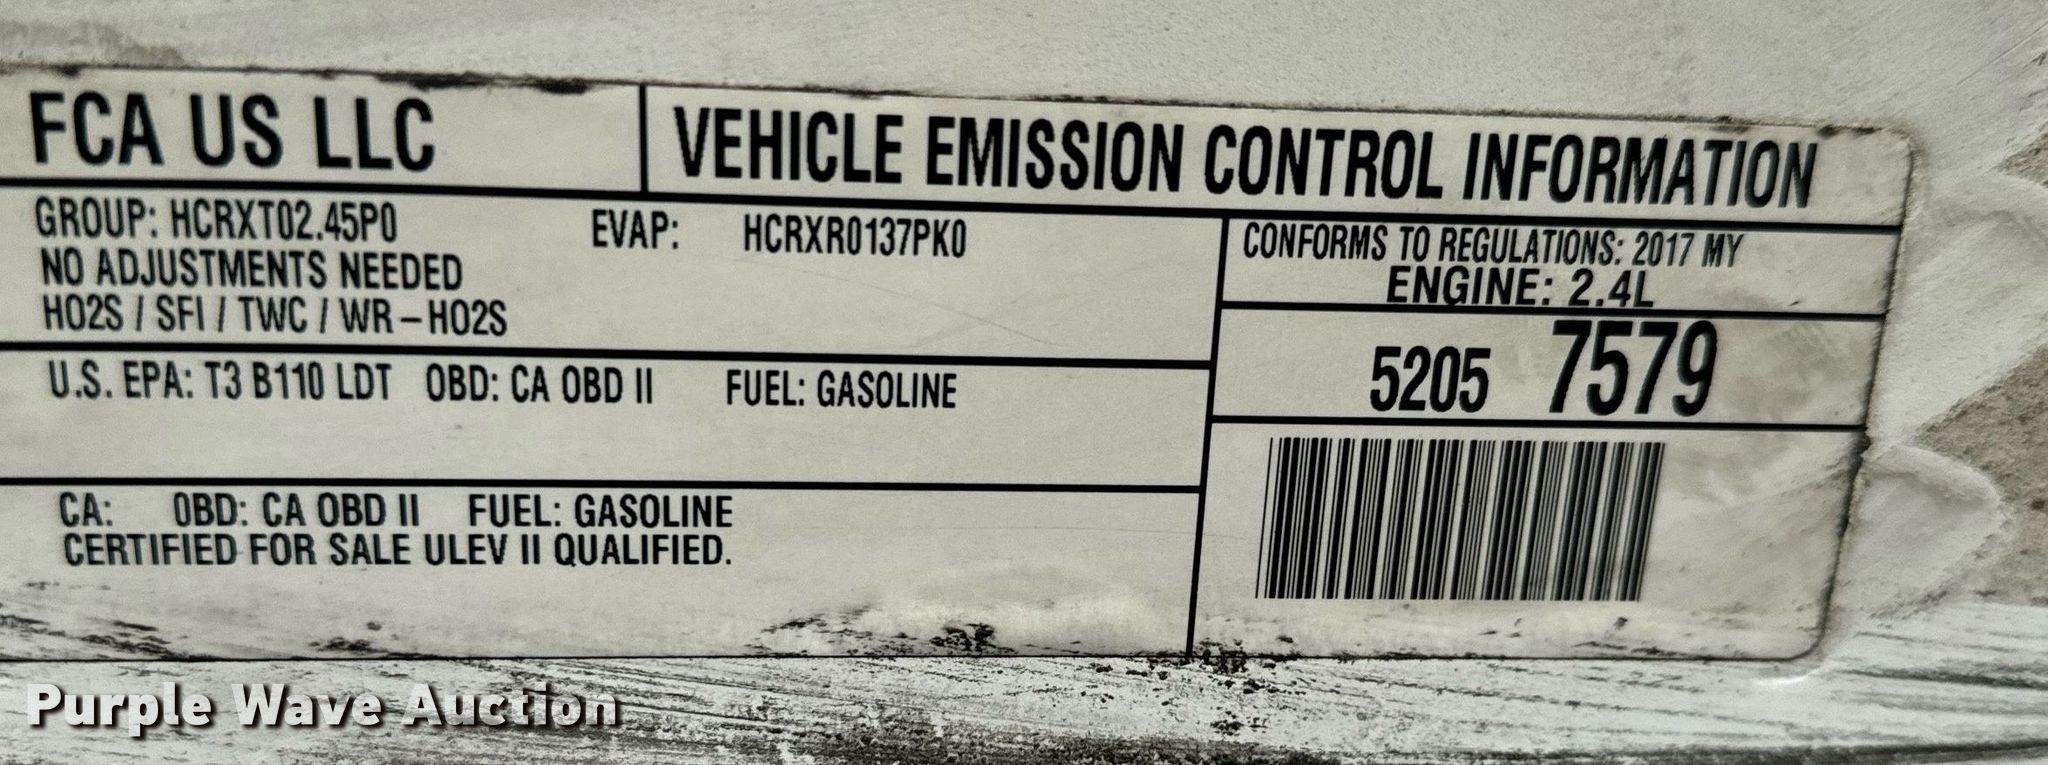 FCA US LLC
VEHICLE EMISSION CONTROL INFORMATION
GROUP: HCRXT02.45P0 EVAP: HCRXR0137PK0
NO ADJUSTMENTS NEEDED
HO2S / SFI / TWC / WR – HO2S
CONFORMS TO REGULATIONS: 2017 MY
ENGINE: 2.4L
5205 7579
U.S. EPA: T3 B110 LDT OBD: CA OBD II FUEL: GASOLINE
CA: OBD: CA OBD II FUEL: GASOLINE
CERTIFIED FOR SALE ULEV II QUALIFIED.
Purple Wave Auction